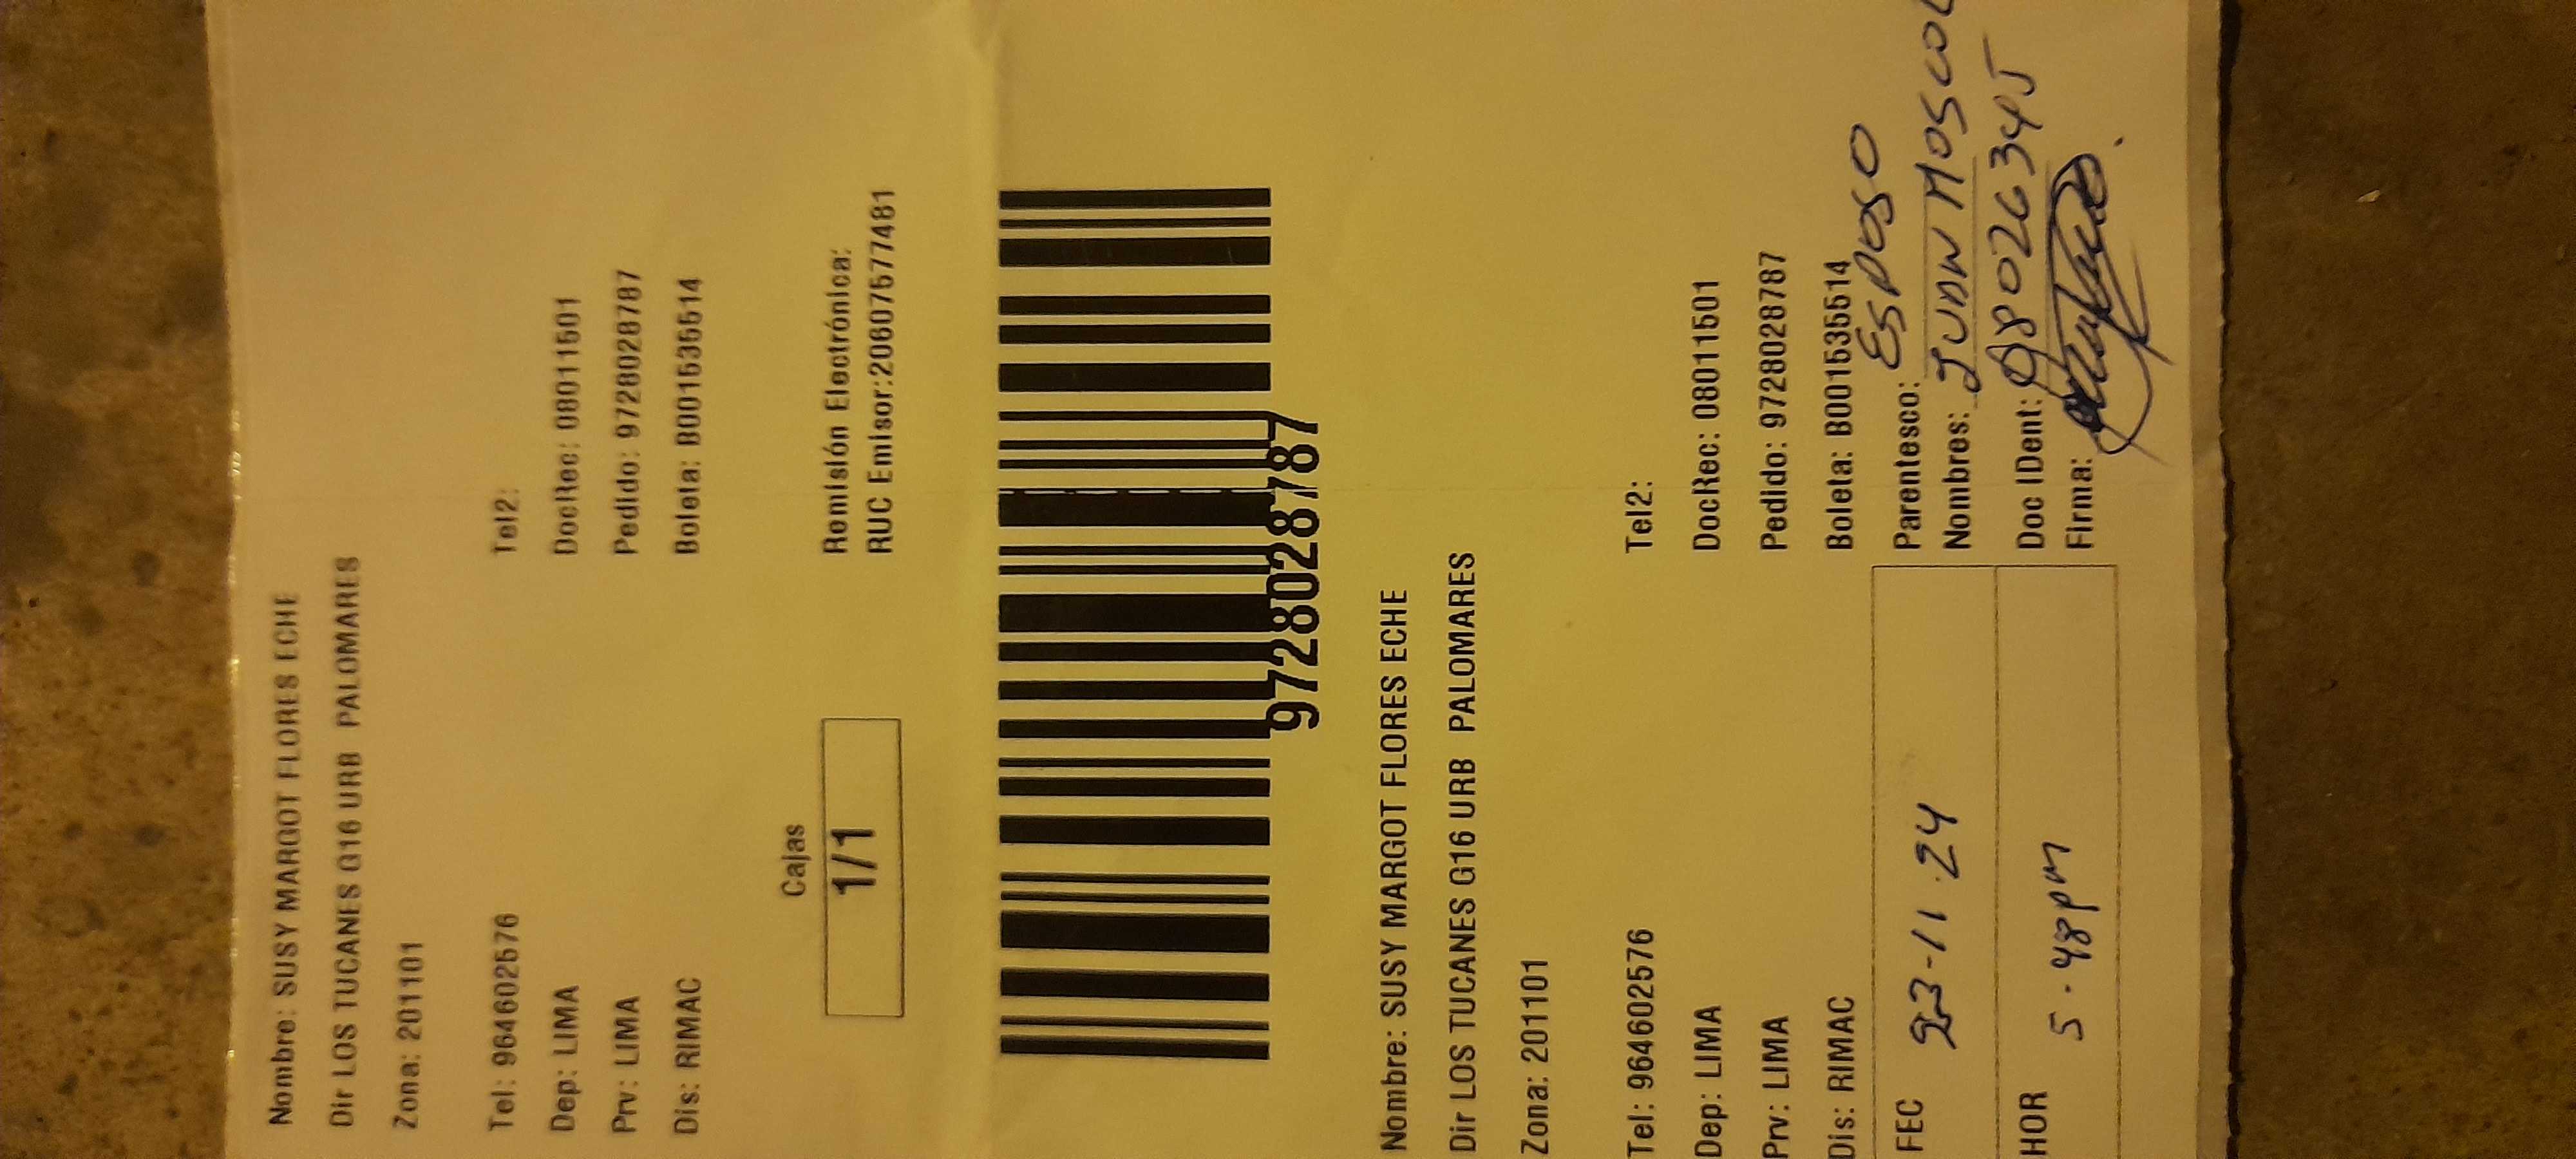 Nombre: SUSY MARGOT FLORES ECHE
Dir LOS TUCANES G16 URB PALOMARES
Zona: 201101
Tel: 964602576 Tel2:
Dep: LIMA DocRec: 08011501
Prv: LIMA Pedido: 9728028787
Dis: RIMAC Boleta: B00153S514
Cajas
1/1
Remisión Electrónica:
RUC Emisor:20607577481
9728028787
Nombre: SUSY MARGOT FLORES ECHE
Dir LOS TUCANES G16 URB PALOMARES
Zona: 201101
Tel: 964602576 Tel2:
Dep: LIMA DocRec: 08011501
Prv: LIMA Pedido: 9728028787
Dis: RIMAC Boleta: B001535514
FEC 23-11-24 Parentesco: ESPOSO
Nombres: JUAN
HOR 5-48pm Doc IDent: 08026345
Firma: